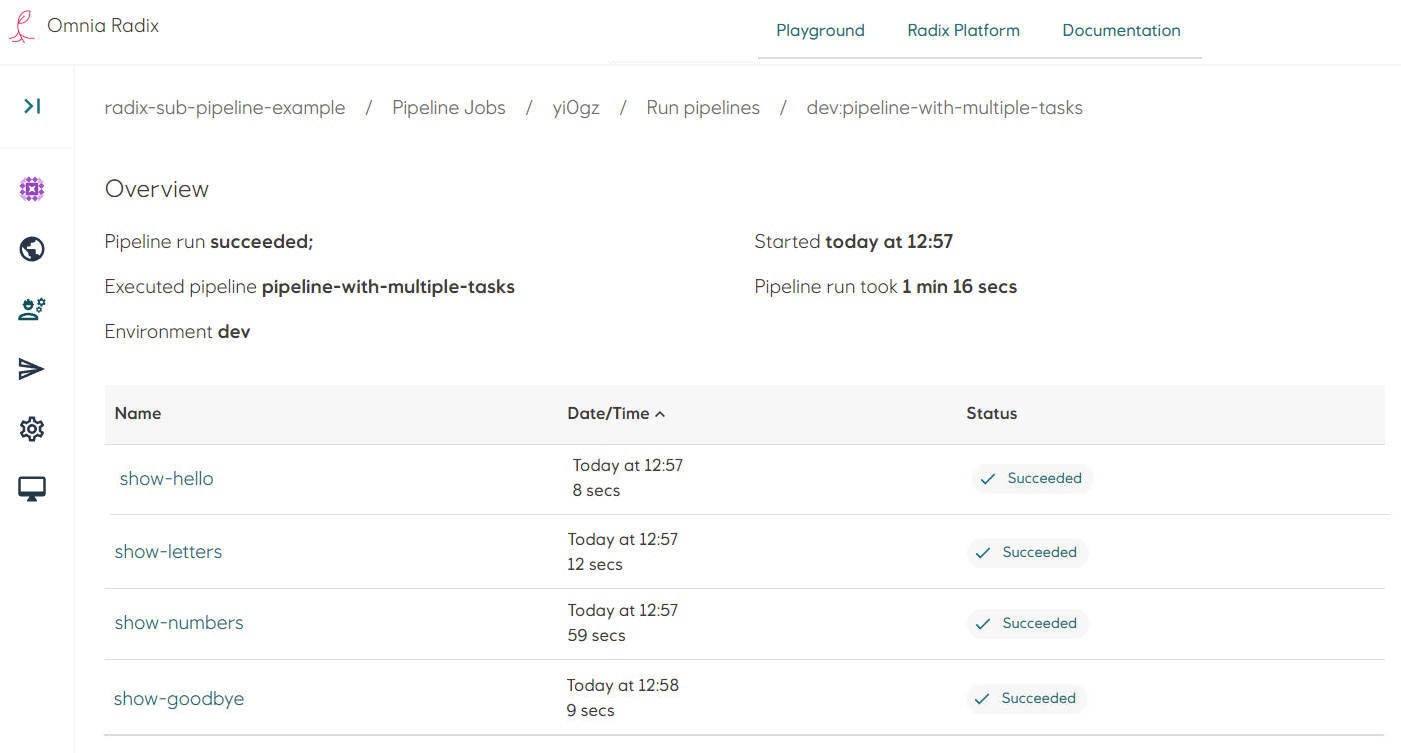 Omnia Radix
Playground Radix Platform Documentation
radix-sub-pipeline-example / Pipeline Jobs / yi0gz / Run pipelines / dev:pipeline-with-multiple-tasks
Overview
Pipeline run succeeded; Started today at 12:57
Executed pipeline pipeline-with-multiple-tasks Pipeline run took 1 min 16 secs
Environment dev
Name Date/Time Status
show-hello Today at 12:57 Succeeded
8 secs
show-letters Today at 12:57 Succeeded
12 secs
show-numbers Today at 12:57 Succeeded
59 secs
show-goodbye Today at 12:58 Succeeded
9 secs